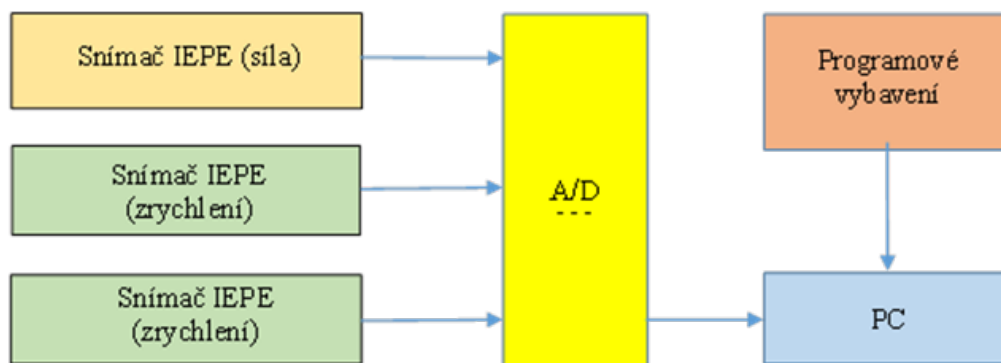 Snímač IEPE (síla)
Snímač IEPE
(zrychlení)
Snímač IEPE
(zrychlení)
A/D
---
Programové
vybavení
PC